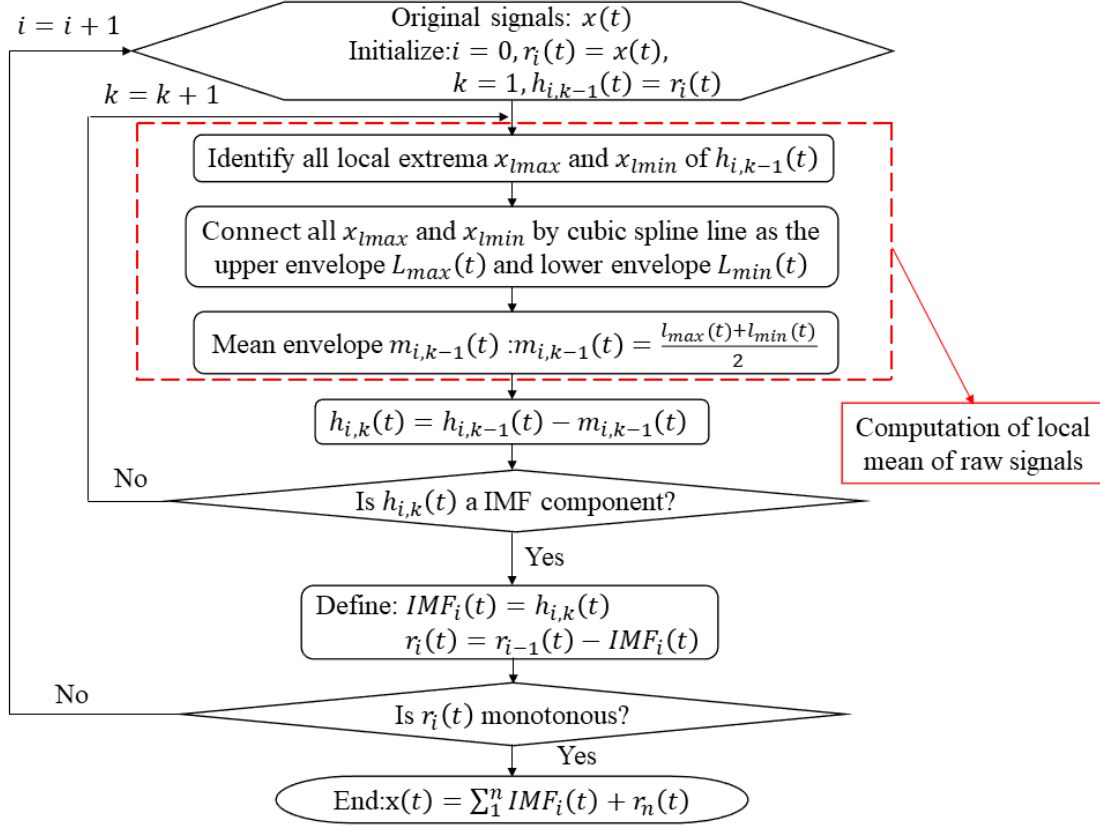 i = i + 1
Original signals: x(t)
Initialize:i = 0, r_i(t) = x(t),
k = 1, h_{i,k−1}(t) = r_i(t)
k = k + 1
Identify all local extrema x_{lmax} and x_{lmin} of h_{i,k−1}(t)
Connect all x_{lmax} and x_{lmin} by cubic spline line as the
upper envelope L_{max}(t) and lower envelope L_{min}(t)
Mean envelope m_{i,k−1}(t) :m_{i,k−1}(t) = \frac{l_{max}(t)+l_{min}(t)}{2}
h_{i,k}(t) = h_{i,k−1}(t) − m_{i,k−1}(t)
Computation of local
mean of raw signals
No
Is h_{i,k}(t) a IMF component?
Yes
Define: IMF_i(t) = h_{i,k}(t)
r_i(t) = r_{i−1}(t) − IMF_i(t)
No
Is r_i(t) monotonous?
Yes
End:x(t) = ∑_1^n IMF_i(t) + r_n(t)